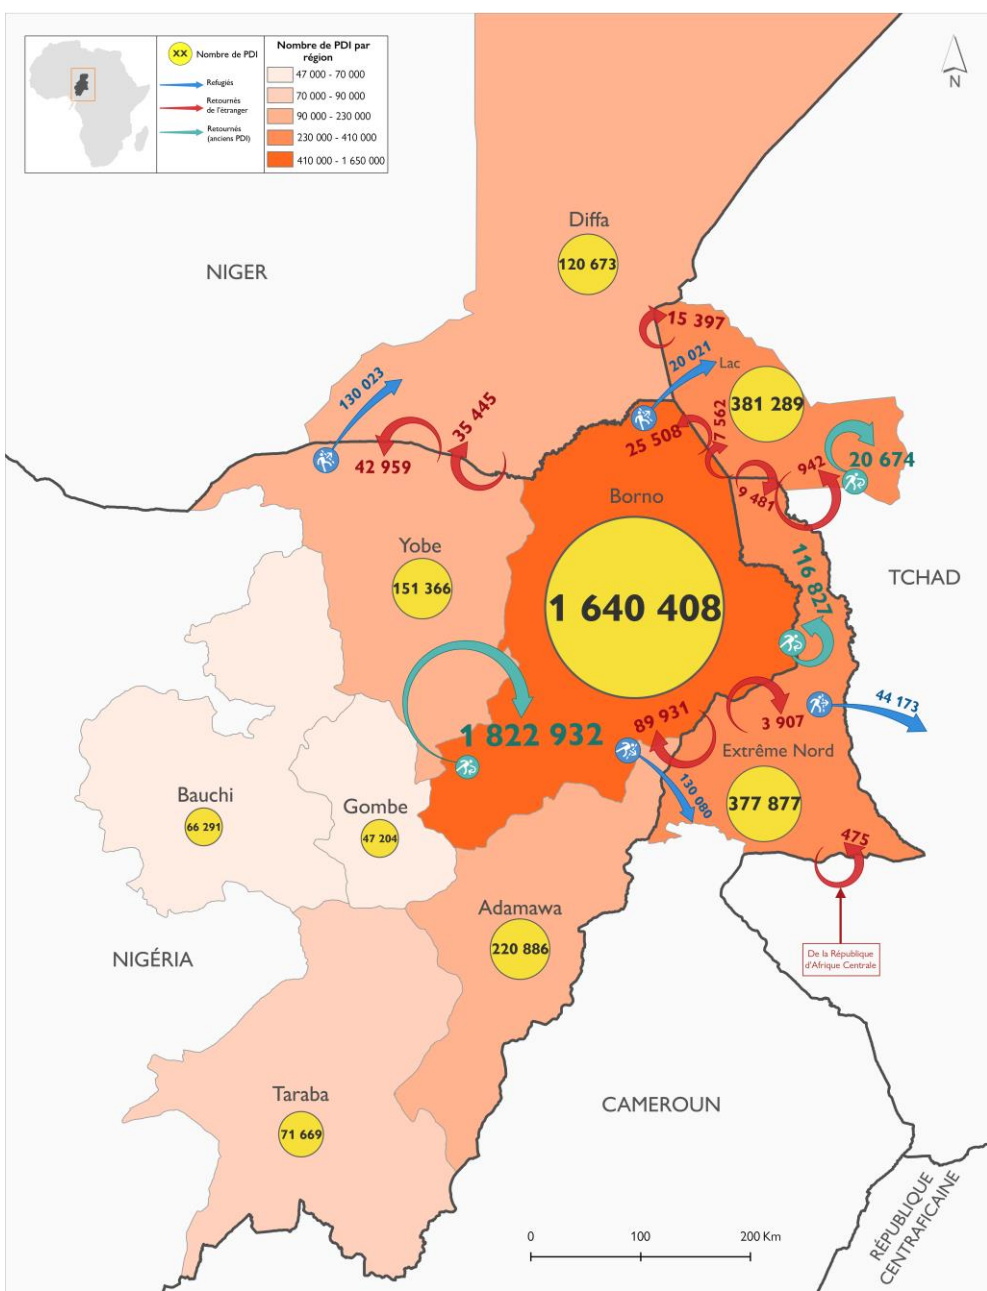 XX
Nombre de PDI
Refugiés
Retournés
de l'étranger
Retournés
(anciens PDI)
Nombre de PDI par
région
47 000 - 70 000
70 000 - 90 000
90 000 - 230 000
230 000 - 410 000
410 000 - 1 650 000
N
Diffa
120 673
NIGER
15 397
20 021
Lac
381 289
130 023
35 445
42 959
25 508
7 562
942
20 674
9 481
Borno
1 640 408
Yobe
151 366
116 827
TCHAD
1 822 932
89 931
3 907
44 173
Extrême Nord
377 877
130 080
Bauchi
66 291
Gombe
47 204
475
Adamawa
220 886
De la République
d'Afrique Centrale
NIGÉRIA
Taraba
71 669
CAMEROUN
RÉPUBLIQUE
CENTRAFICAINE
0
100
200 Km